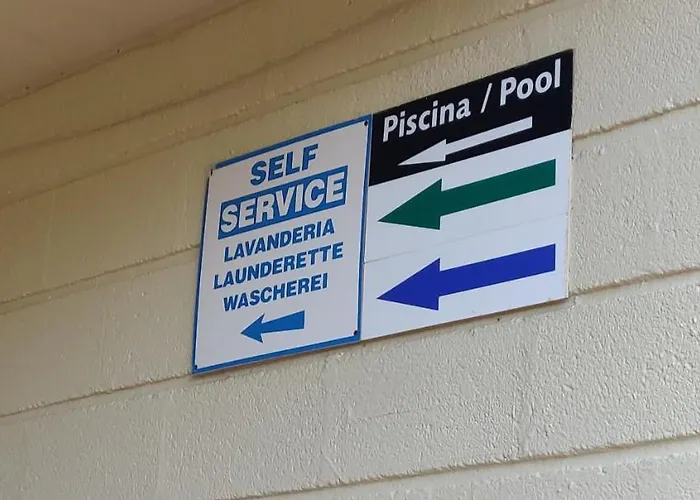 SELF
SERVICE
LAVANDERIA
LAUNDERETTE
WASCHEREI
Piscina / Pool